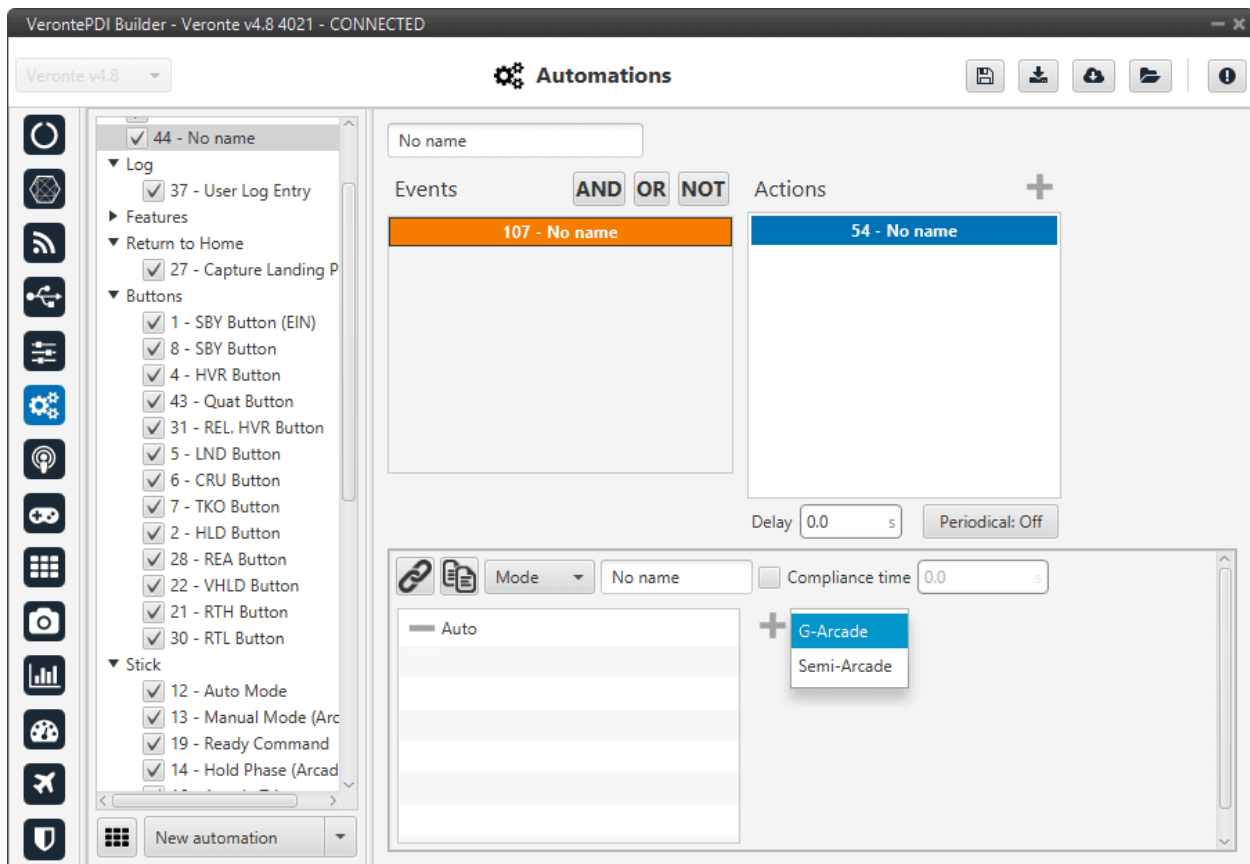 VerontePDI Builder - Veronte v4.8 4021 - CONNECTED
Veronte v4.8
Automations
44 - No name
Log
37 - User Log Entry
Features
Return to Home
27 - Capture Landing P
Buttons
1 - SBY Button (EIN)
8 - SBY Button
4 - HVR Button
43 - Quat Button
31 - REL. HVR Button
5 - LND Button
6 - CRU Button
7 - TKO Button
2 - HLD Button
28 - REA Button
22 - VHLD Button
21 - RTH Button
30 - RTL Button
Stick
12 - Auto Mode
13 - Manual Mode (Arc
19 - Ready Command
14 - Hold Phase (Arcad
New automation
No name
Events AND OR NOT
107 - No name
Actions
54 - No name
Delay 0.0 s Periodical: Off
Mode No name Compliance time 0.0 s
Auto
G-Arcade
Semi-Arcade